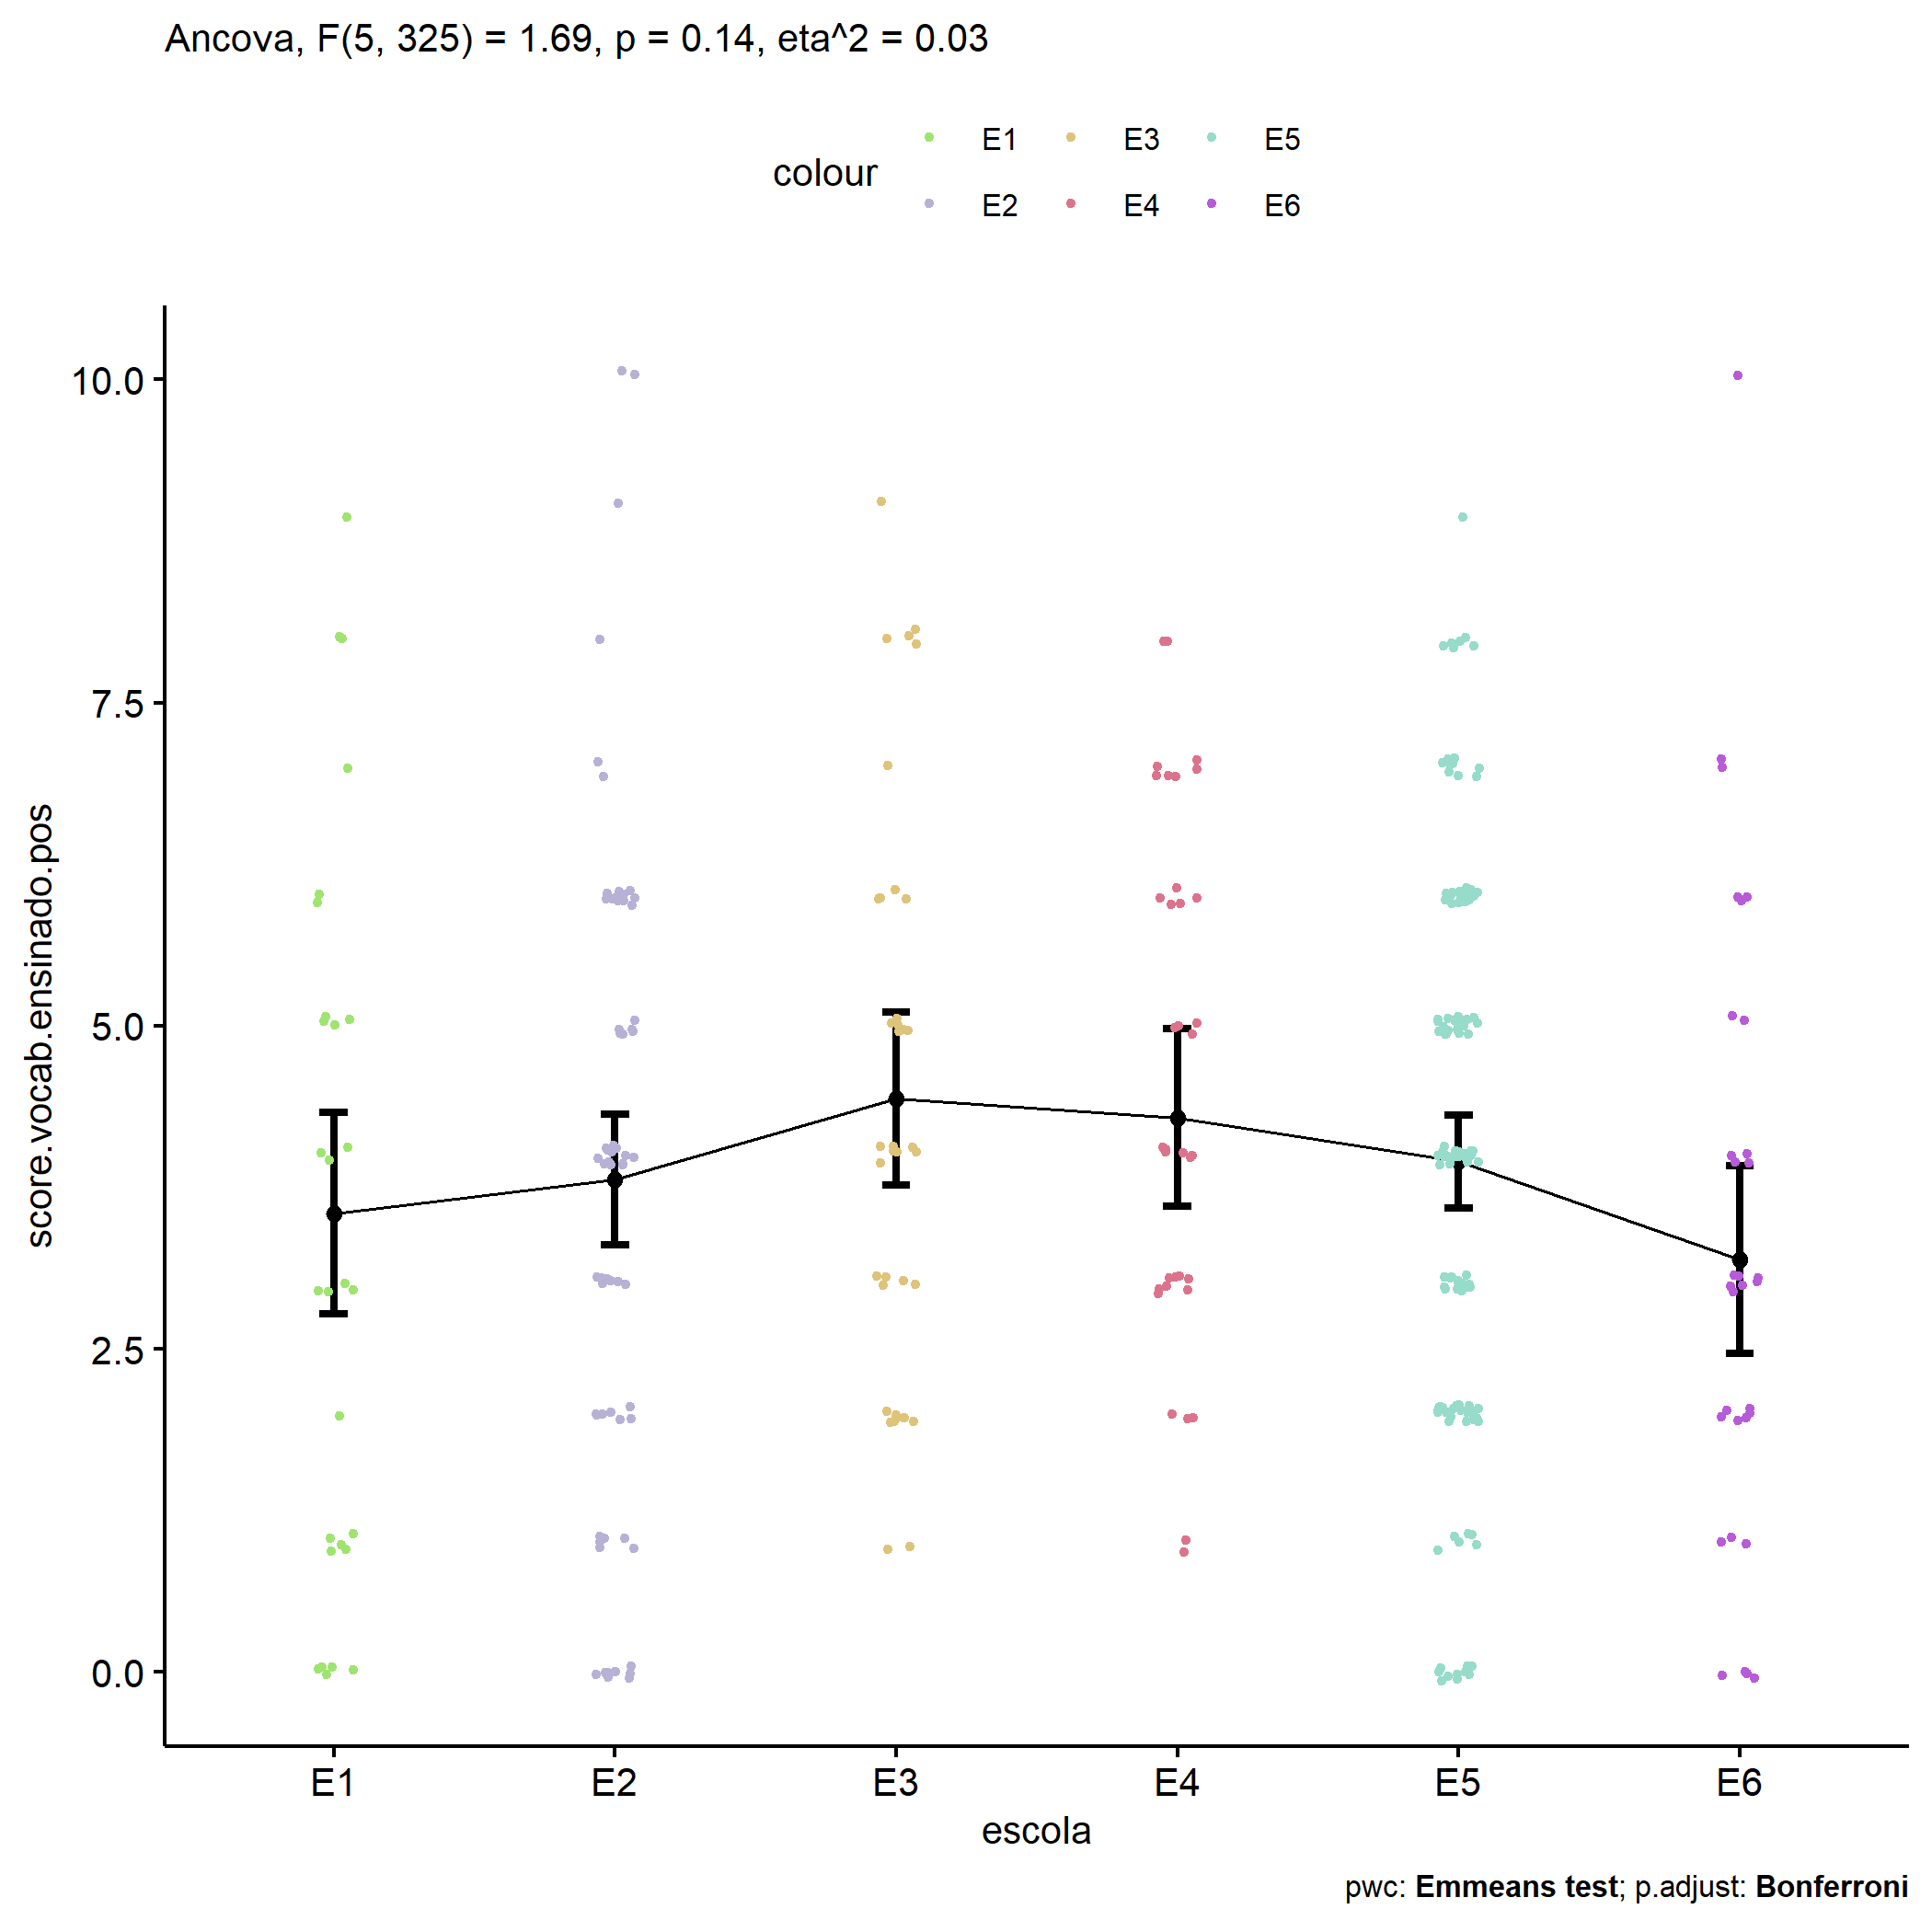 Ancova, F(5, 325) = 1.69, p = 0.14, eta^2 = 0.03
colour
E1 E3 E5
E2 E4 E6
score.vocab.ensinado.pos
10.0
7.5
5.0
2.5
0.0
E1 E2 E3 E4 E5 E6
escola
pwc: Emmeans test; p.adjust: Bonferroni